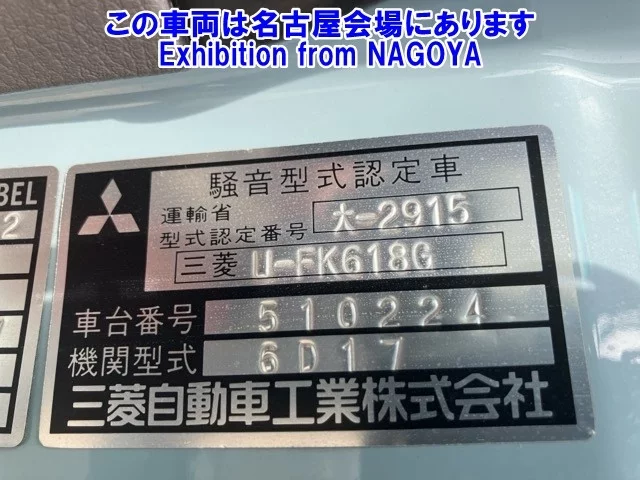 この車両は名古屋会場にあります
Exhibition from NAGOYA
BEL
2
騒音型式認定車
運輸省
型式認定番号
大-2915
三菱 U-FK618G
車台番号 510224
機関型式 6D17
三菱自動車工業株式会社